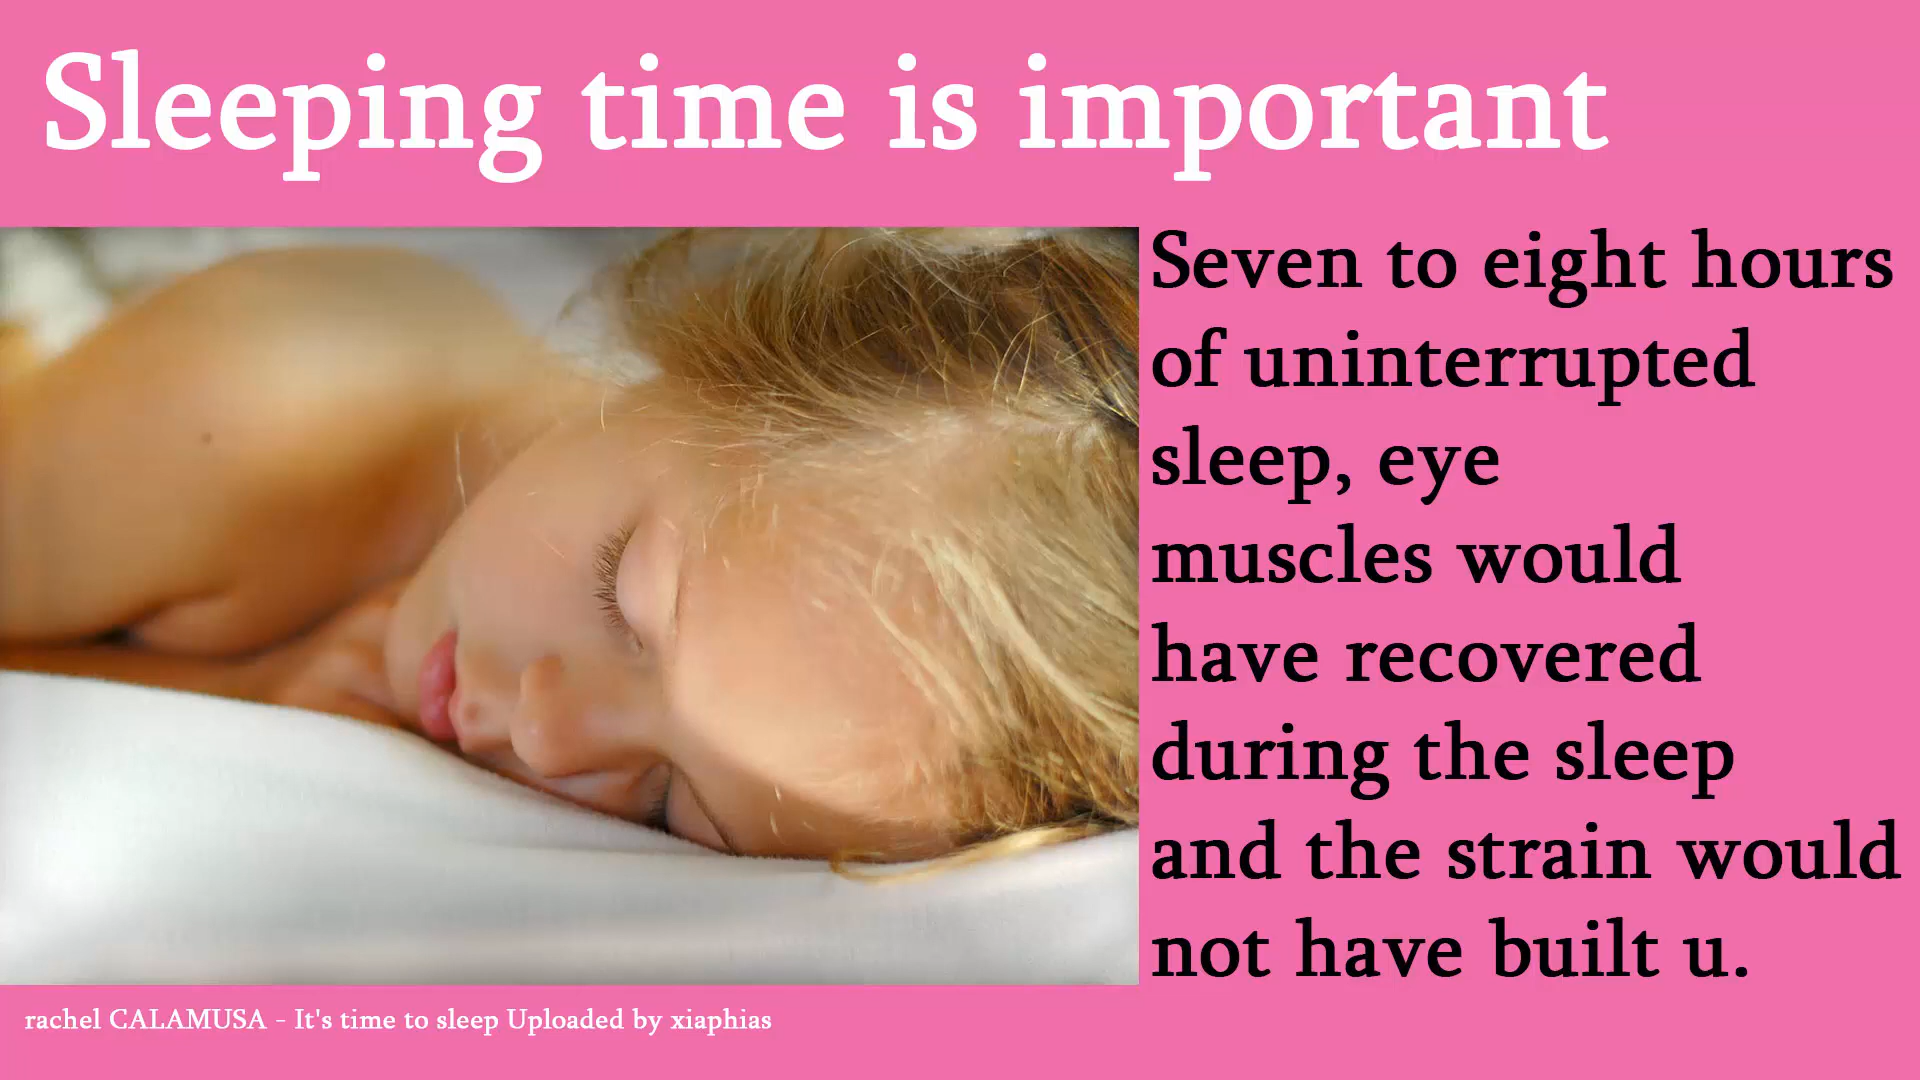 Sleeping time is important
Seven to eight hours
of uninterrupted
sleep, eye
muscles would
have recovered
during the sleep
and the strain would
not have built u.
rachel CALAMUSA - It's time to sleep Uploaded by xiaphias